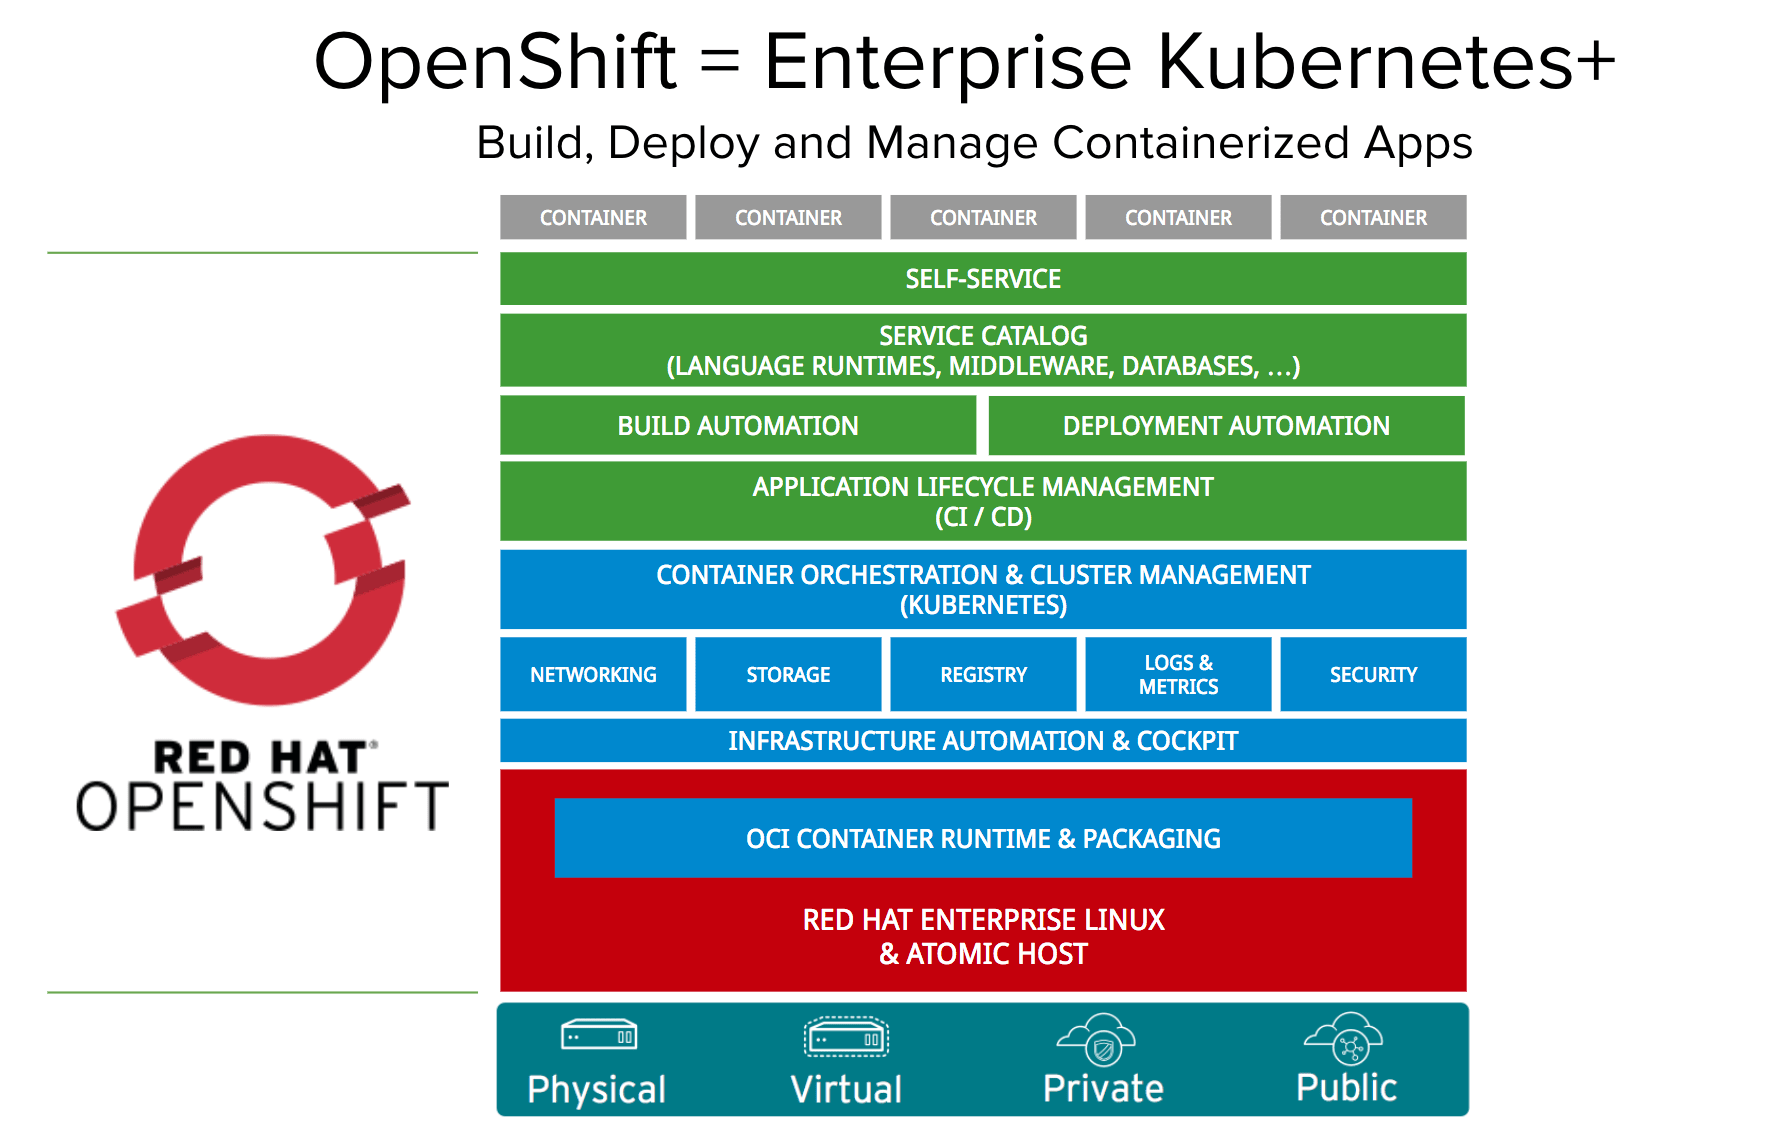 OpenShift = Enterprise Kubernetes+
Build, Deploy and Manage Containerized Apps
CONTAINER CONTAINER CONTAINER CONTAINER CONTAINER
SELF-SERVICE
SERVICE CATALOG
(LANGUAGE RUNTIMES, MIDDLEWARE, DATABASES, …)
BUILD AUTOMATION DEPLOYMENT AUTOMATION
APPLICATION LIFECYCLE MANAGEMENT
(CI / CD)
CONTAINER ORCHESTRATION & CLUSTER MANAGEMENT
(KUBERNETES)
NETWORKING STORAGE REGISTRY LOGS &
METRICS SECURITY
INFRASTRUCTURE AUTOMATION & COCKPIT
OCI CONTAINER RUNTIME & PACKAGING
RED HAT ENTERPRISE LINUX
& ATOMIC HOST
RED HAT®
OPENSHIFT
Physical Virtual Private Public